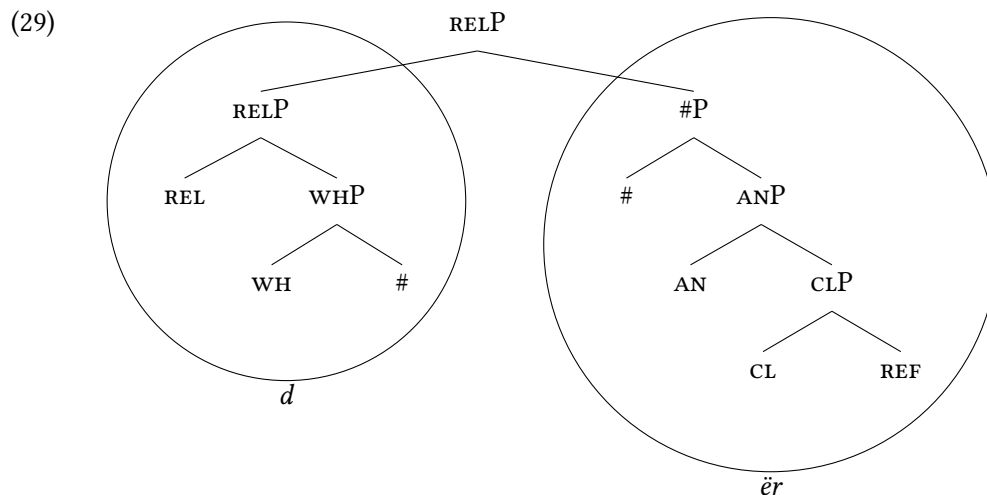 (29)
RELP
RELP #P
REL WHP # ANP
WH # AN CLP
CL REF
d
ër